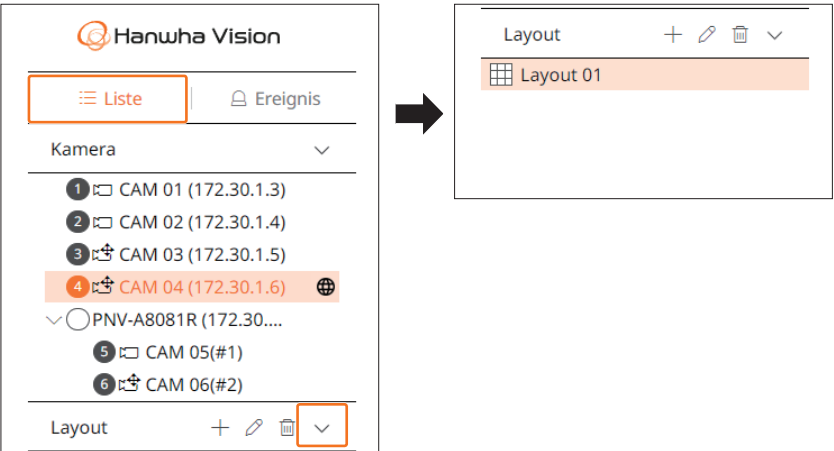 Hanwha Vision
Liste
Ereignis
Kamera
1 CAM 01 (172.30.1.3)
2 CAM 02 (172.30.1.4)
3 CAM 03 (172.30.1.5)
4 CAM 04 (172.30.1.6)
PNV-A8081R (172.30....
5 CAM 05(#1)
6 CAM 06(#2)
Layout
Layout
Layout 01